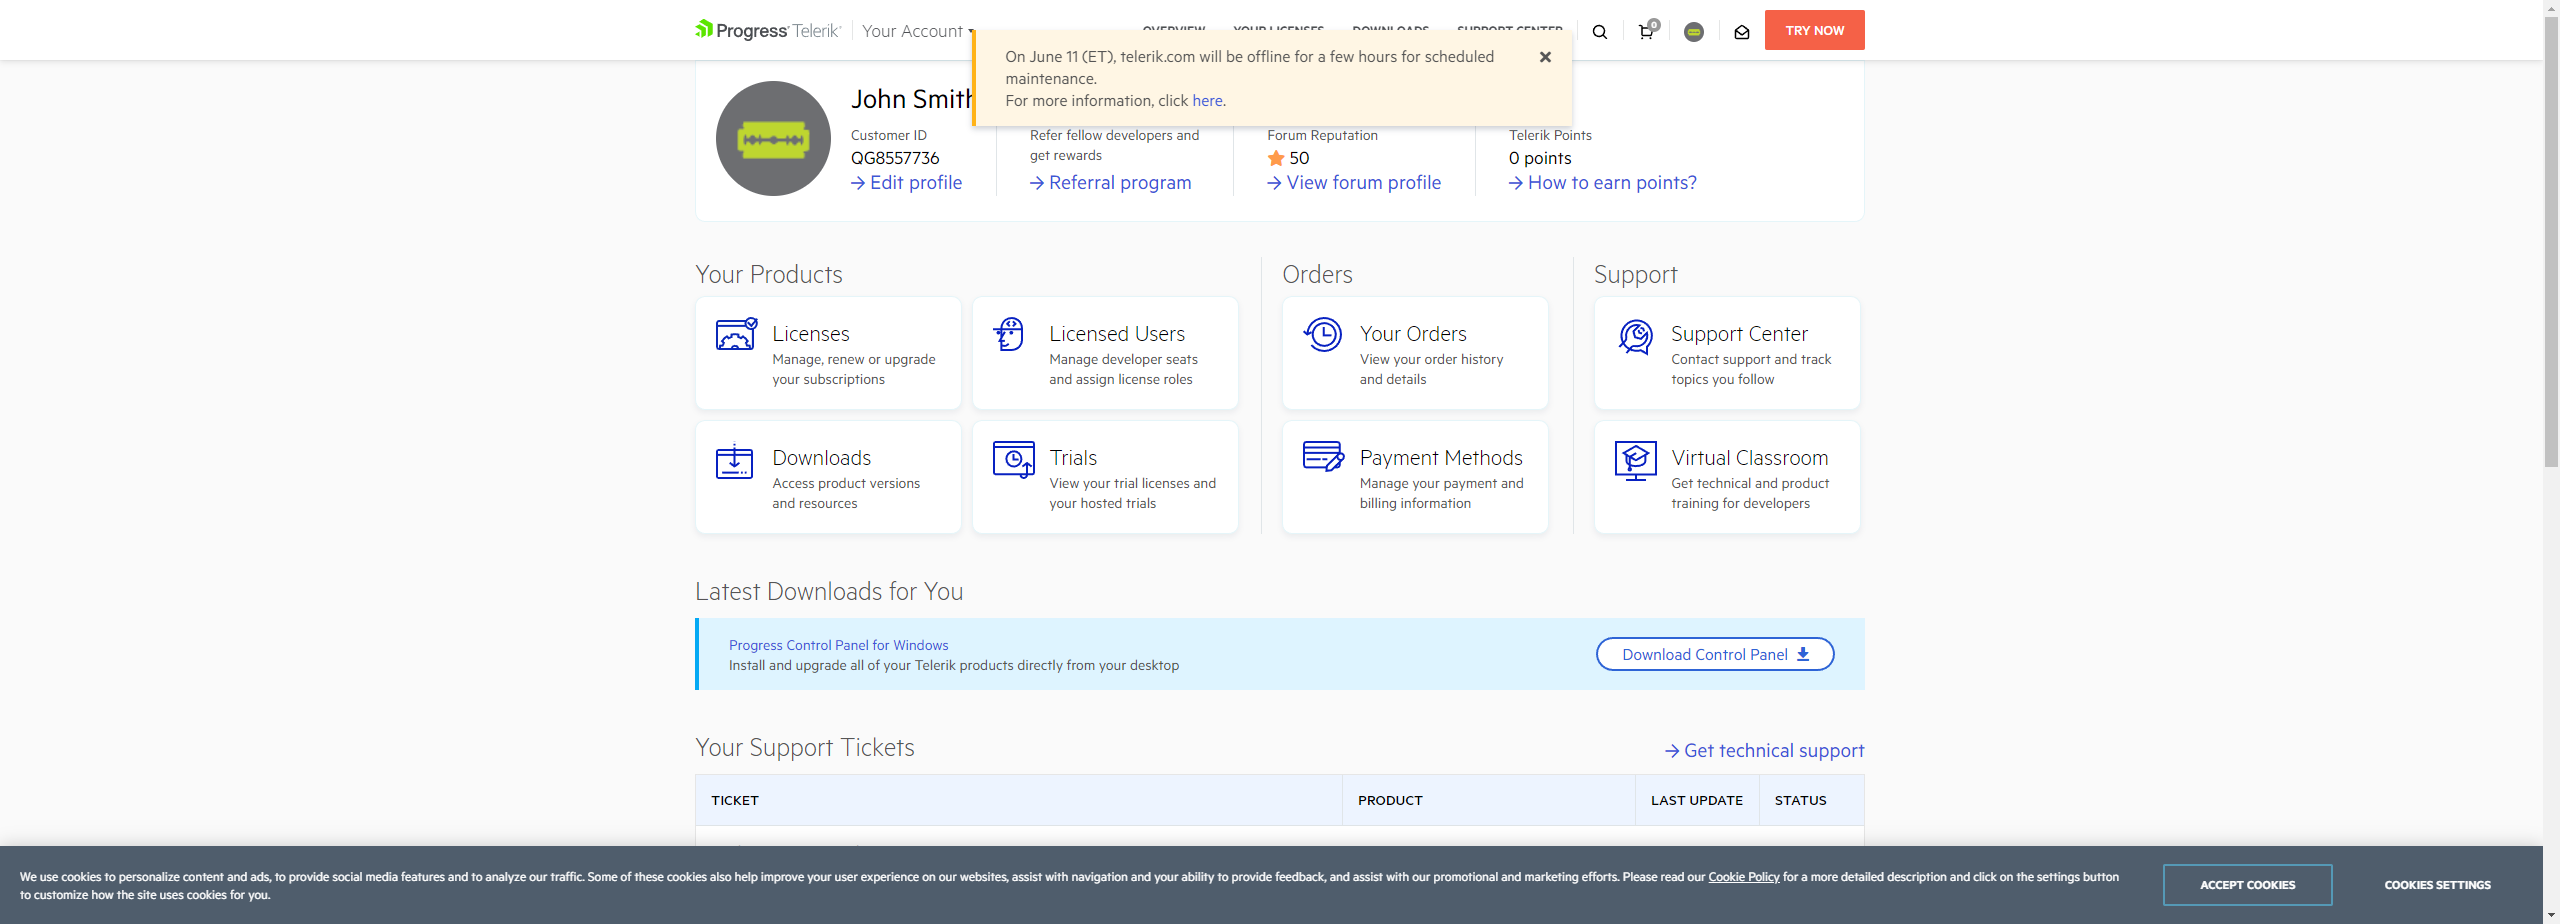 Progress Telerik
Your Account
OVERVIEW YOUR LICENSES DOWNLOADS SUPPORT CENTER
0
TRY NOW
On June 11 (ET), telerik.com will be offline for a few hours for scheduled
maintenance.
For more information, click here.
John Smith
Customer ID
QG8557736
Edit profile
Refer fellow developers and
get rewards
Referral program
Forum Reputation
50
View forum profile
Telerik Points
0 points
How to earn points?
Your Products
Licenses
Manage, renew or upgrade
your subscriptions
Licensed Users
Manage developer seats
and assign license roles
Downloads
Access product versions
and resources
Trials
View your trial licenses and
your hosted trials
Orders
Your Orders
View your order history
and details
Payment Methods
Manage your payment and
billing information
Support
Support Center
Contact support and track
topics you follow
Virtual Classroom
Get technical and product
training for developers
Latest Downloads for You
Progress Control Panel for Windows
Install and upgrade all of your Telerik products directly from your desktop
Download Control Panel
Your Support Tickets
Get technical support
TICKET PRODUCT LAST UPDATE STATUS
We use cookies to personalize content and ads, to provide social media features and to analyze our traffic. Some of these cookies also help improve your user experience on our websites, assist with navigation and your ability to provide feedback, and assist with our promotional and marketing efforts. Please read our Cookie Policy for a more detailed description and click on the settings button
to customize how the site uses cookies for you.
ACCEPT COOKIES
COOKIES SETTINGS